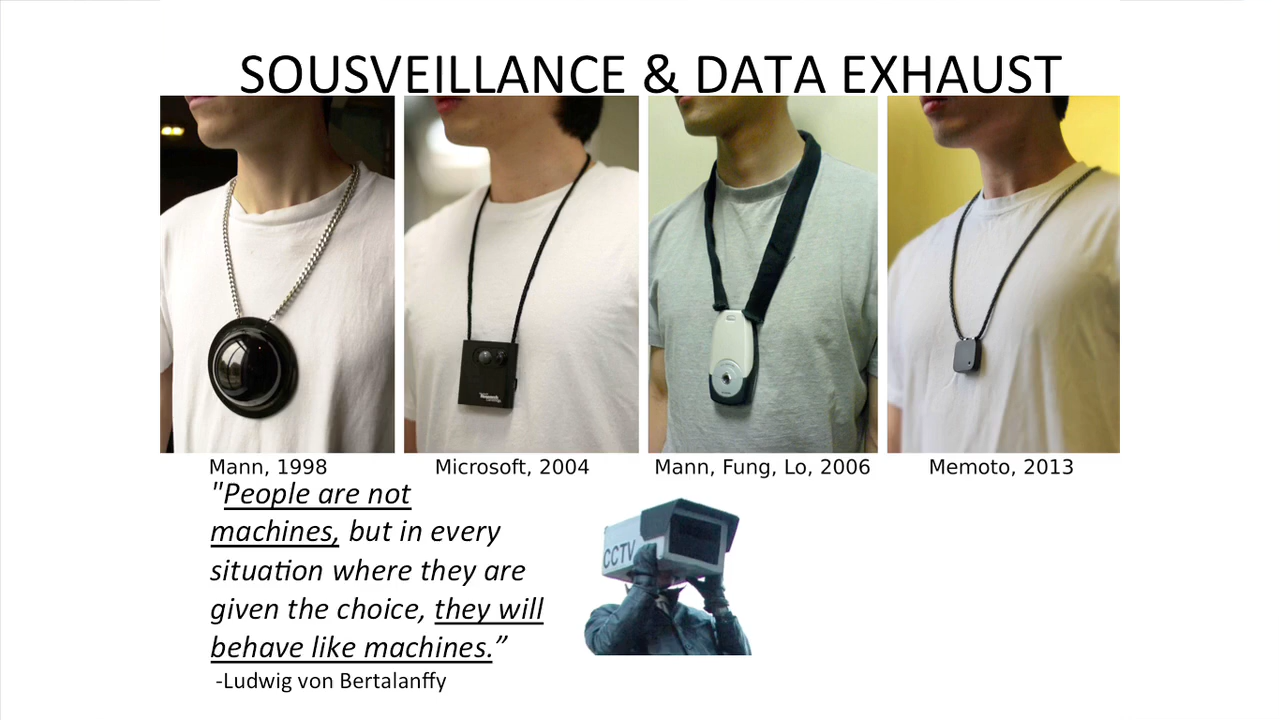 SOUSVEILLANCE & DATA EXHAUST
Mann, 1998
Microsoft, 2004
Mann, Fung, Lo, 2006
Memoto, 2013
"People are not
machines, but in every
situation where they are
given the choice, they will
behave like machines.”
-Ludwig von Bertalanffy
CCTV